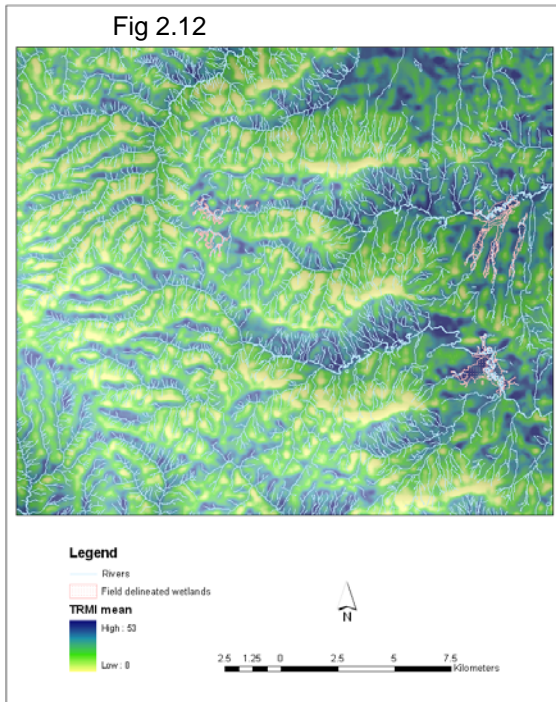 Fig 2.12
Legend
Rivers
Field delineated wetlands
TRMI mean
High : 53
Low : 8
N
2.5 1.25 0 2.5 5 7.5
Kilometers